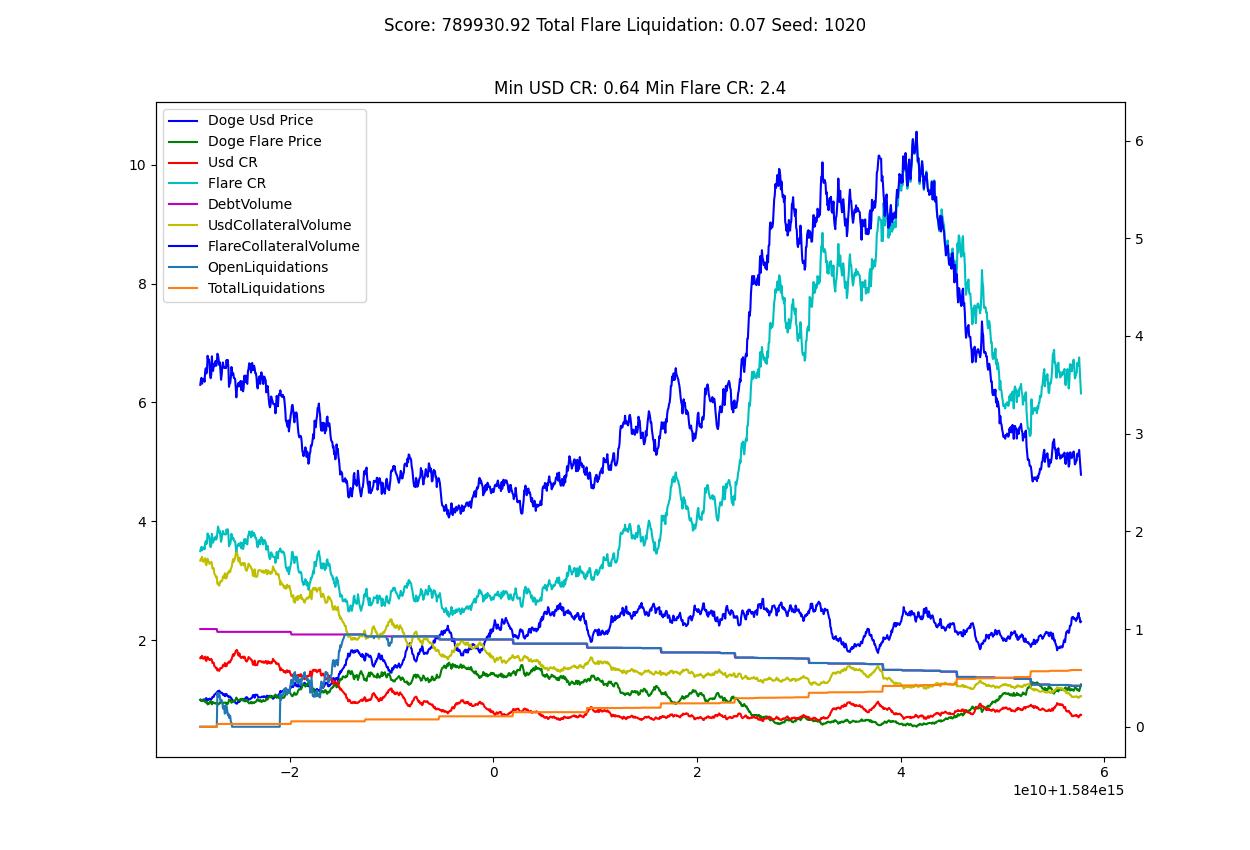 Score: 789930.92 Total Flare Liquidation: 0.07 Seed: 1020
Min USD CR: 0.64 Min Flare CR: 2.4
Doge Usd Price
Doge Flare Price
Usd CR
Flare CR
DebtVolume
UsdCollateralVolume
FlareCollateralVolume
OpenLiquidations
TotalLiquidations
10
8
6
4
2
6
5
4
3
2
1
0
−2 0 2 4 6
1e10+1.584e15